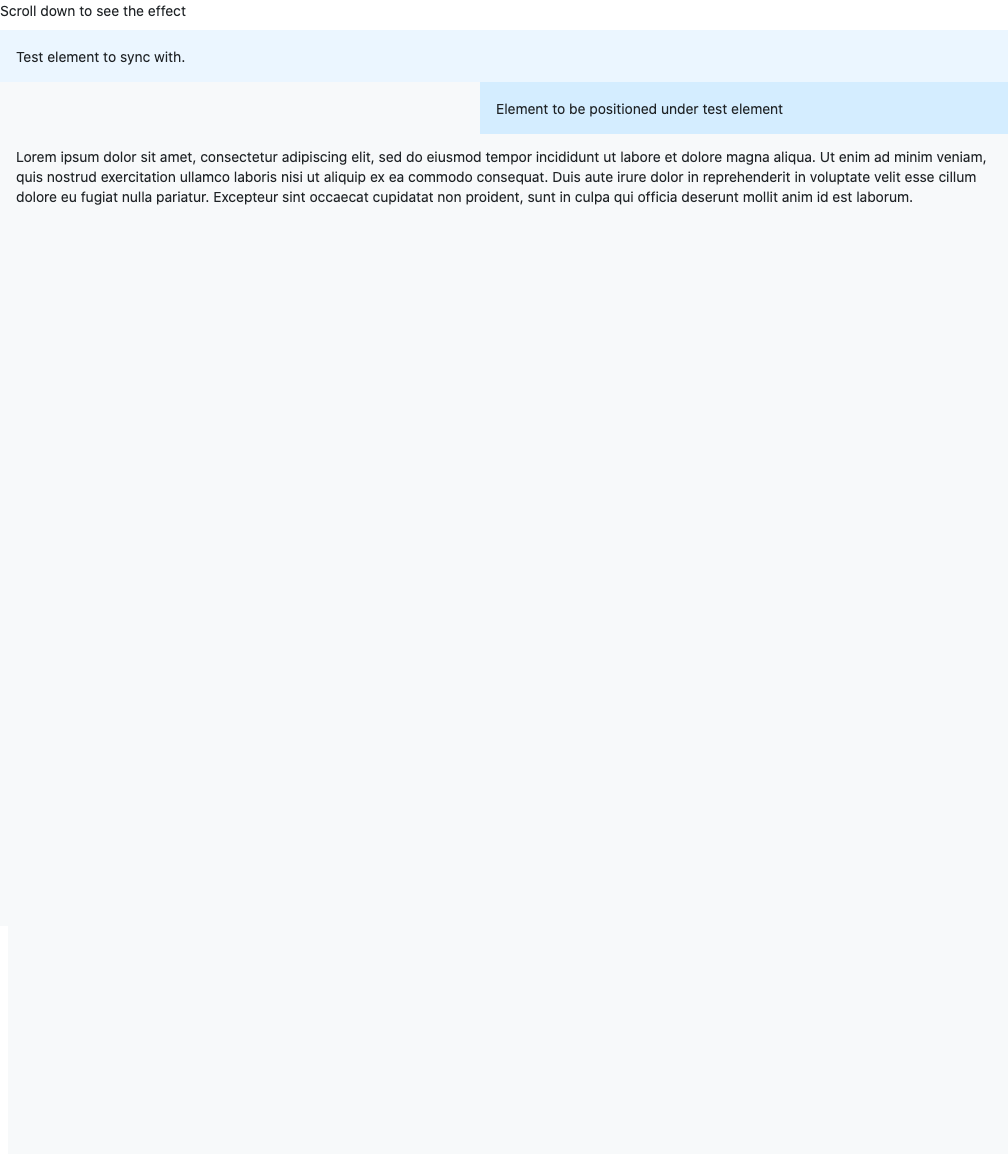 Scroll down to see the effect
Test element to sync with.
Element to be positioned under test element
Lorem ipsum dolor sit amet, consectetur adipiscing elit, sed do eiusmod tempor incididunt ut labore et dolore magna aliqua. Ut enim ad minim veniam,
quis nostrud exercitation ullamco laboris nisi ut aliquip ex ea commodo consequat. Duis aute irure dolor in reprehenderit in voluptate velit esse cillum
dolore eu fugiat nulla pariatur. Excepteur sint occaecat cupidatat non proident, sunt in culpa qui officia deserunt mollit anim id est laborum.